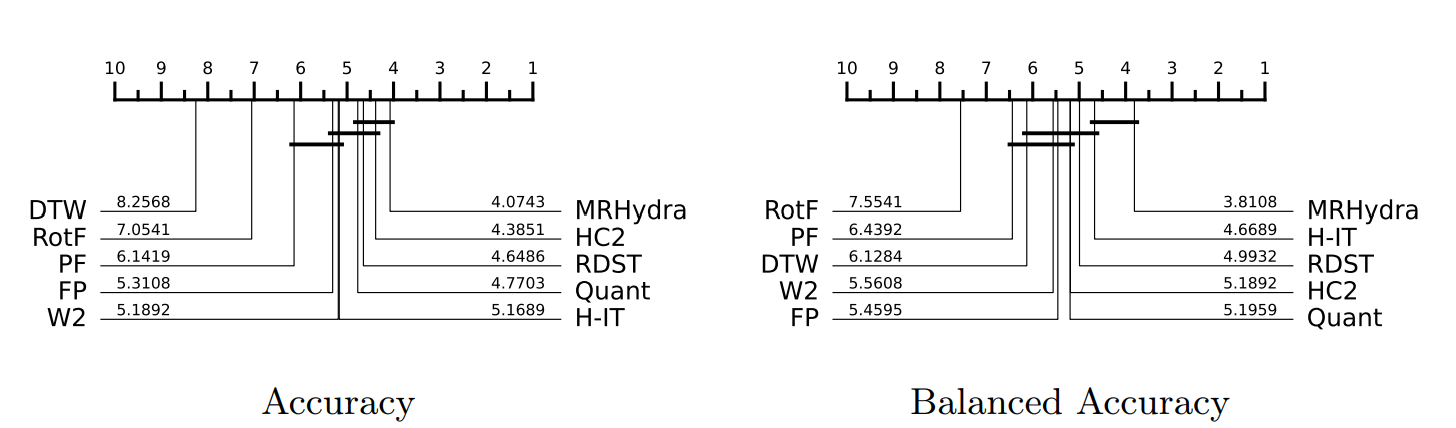 10 9 8 7 6 5 4 3 2 1
DTW 8.2568 4.0743 MRHydra
RotF 7.0541 4.3851 HC2
PF 6.1419 4.6486 RDST
FP 5.3108 4.7703 Quant
W2 5.1892 5.1689 H-IT
Accuracy
10 9 8 7 6 5 4 3 2 1
RotF 7.5541 3.8108 MRHydra
PF 6.4392 4.6689 H-IT
DTW 6.1284 4.9932 RDST
W2 5.5608 5.1892 HC2
FP 5.4595 5.1959 Quant
Balanced Accuracy